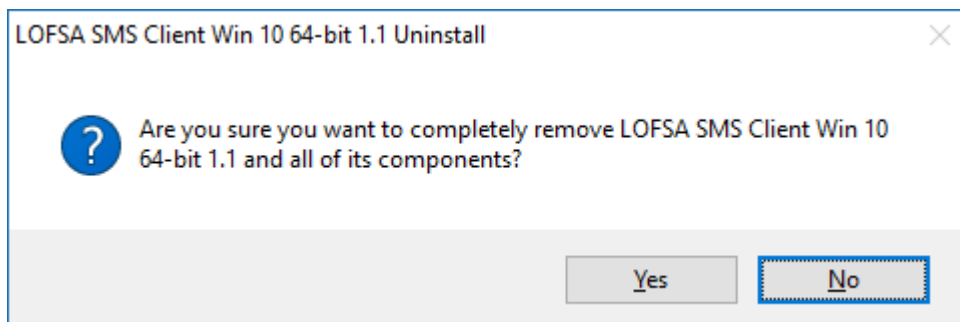 LOFSA SMS Client Win 10 64-bit 1.1 Uninstall
?
Are you sure you want to completely remove LOFSA SMS Client Win 10
64-bit 1.1 and all of its components?
Yes
No